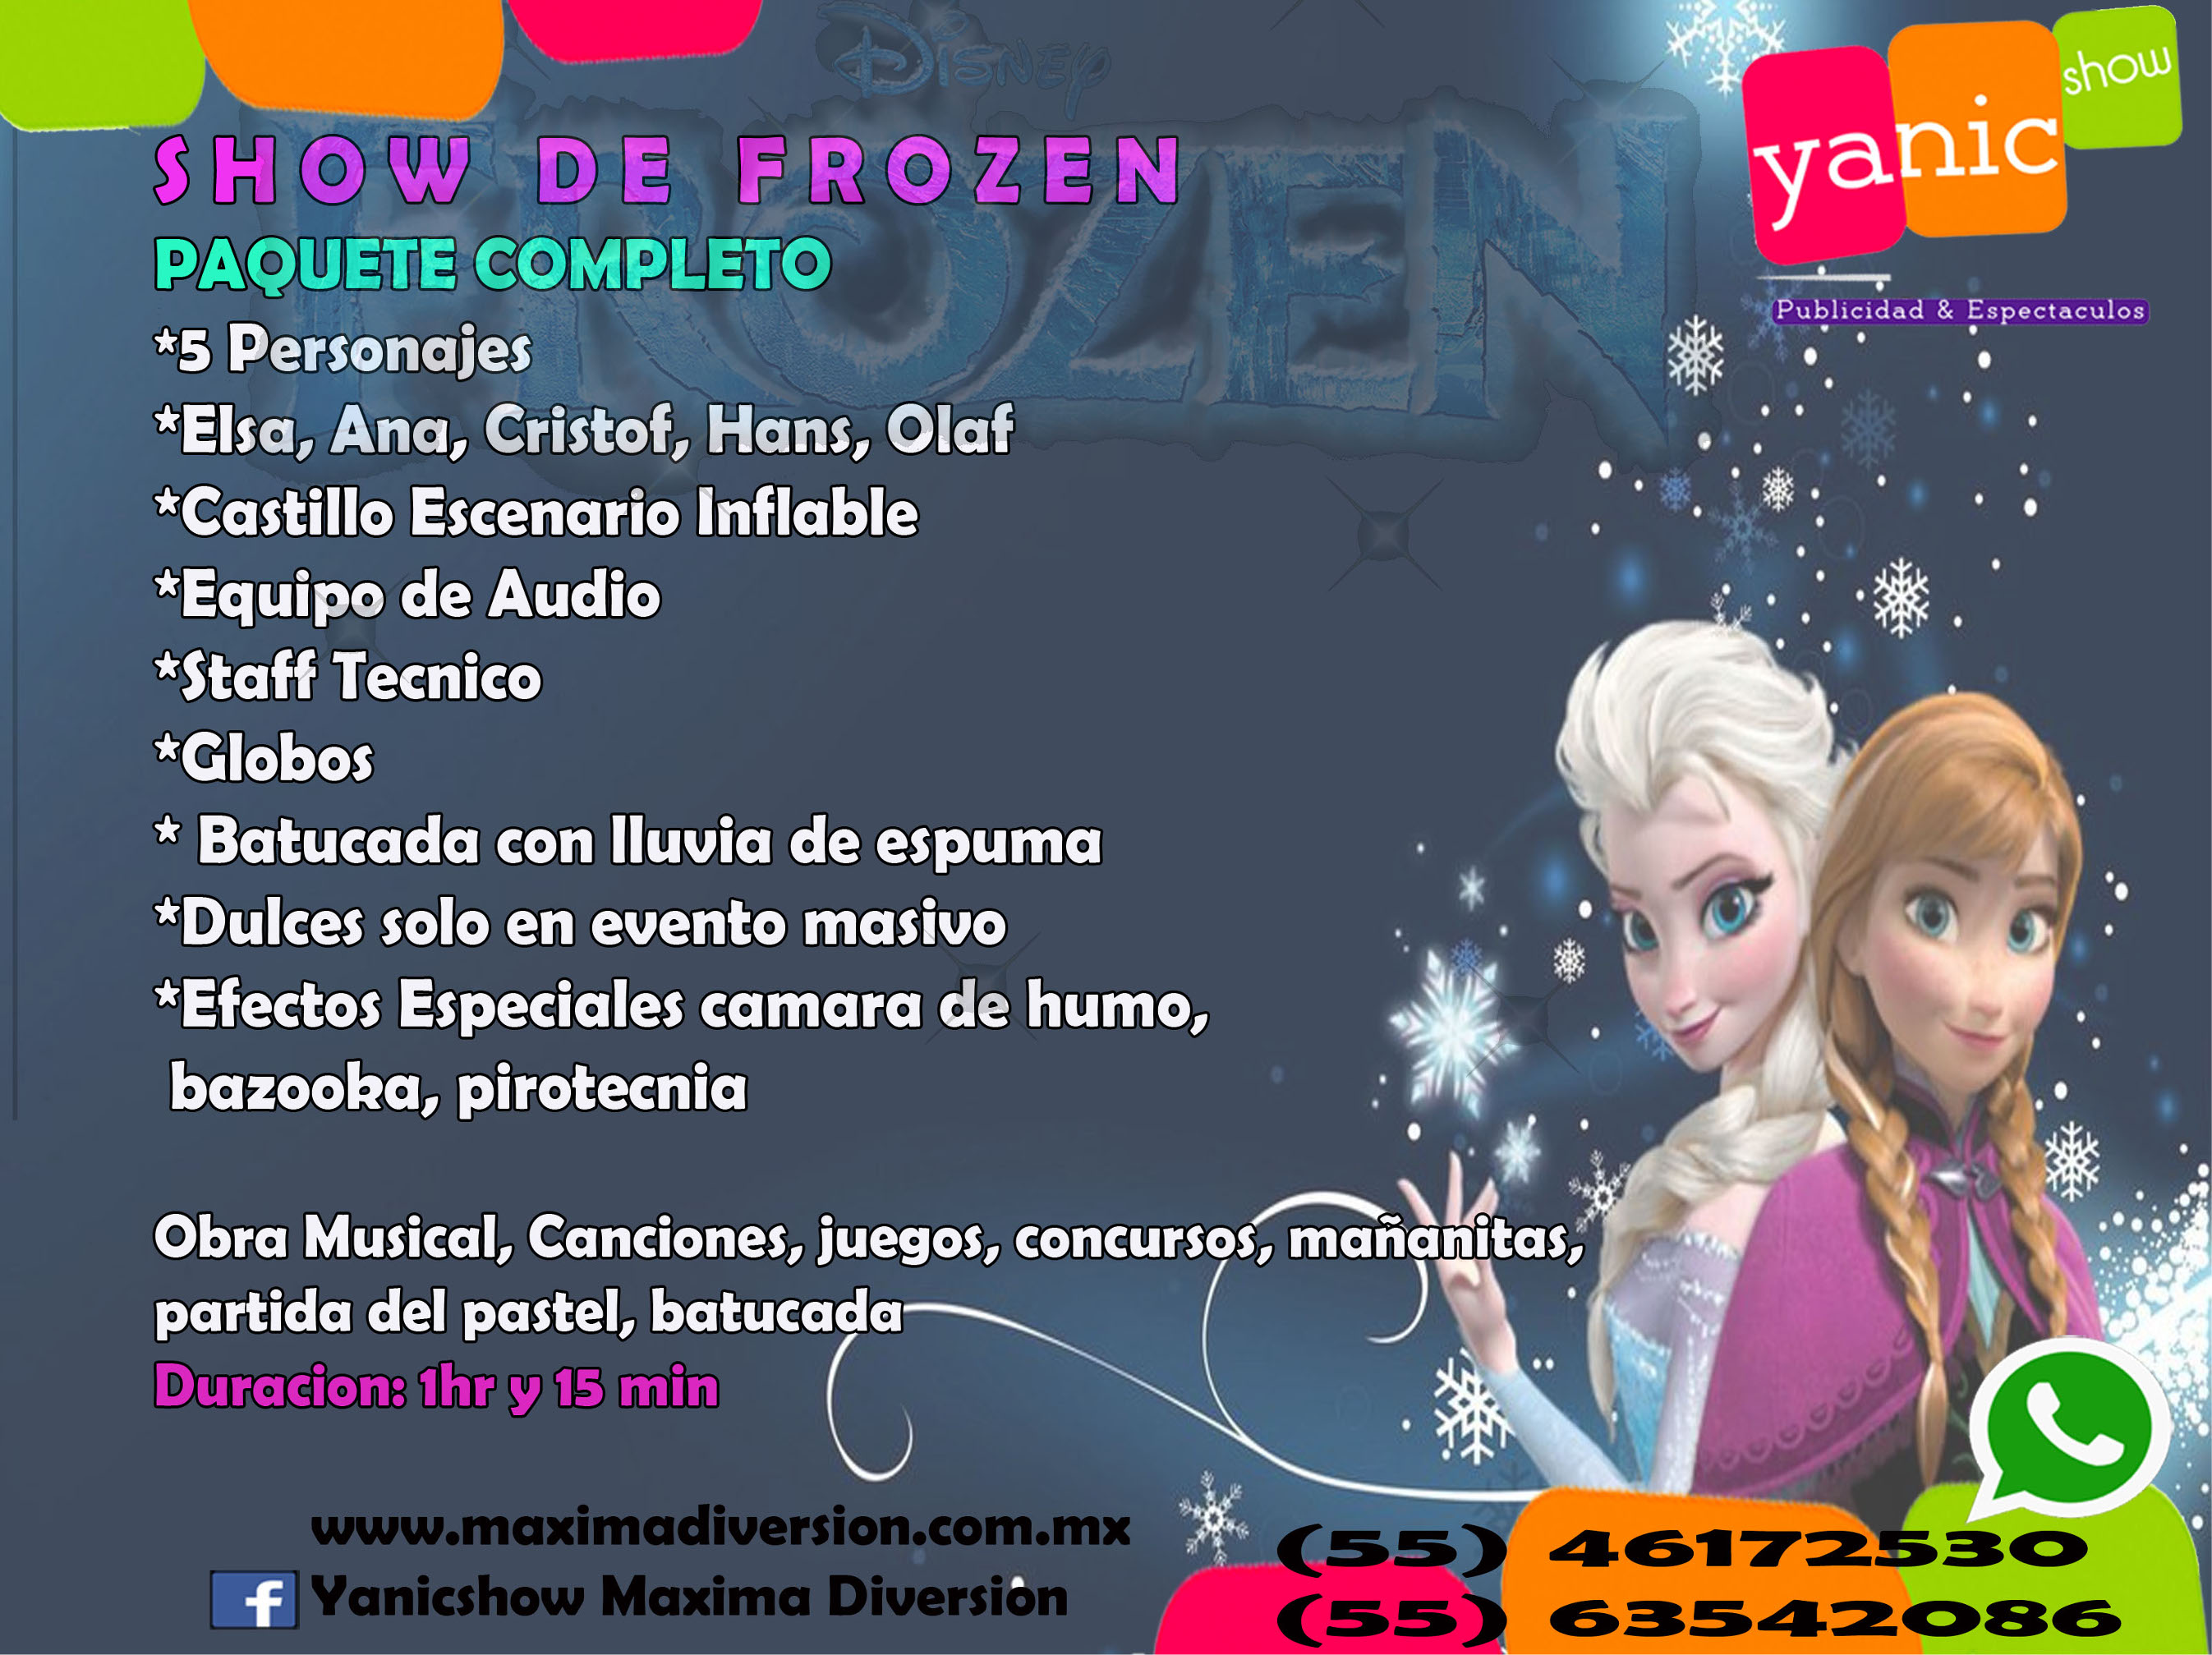 Disney
FROZEN
yanic show
Publicidad & Espectaculos
SHOW DE FROZEN
PAQUETE COMPLETO
*5 Personajes
*Elsa, Ana, Cristof, Hans, Olaf
*Castillo Escenario Inflable
*Equipo de Audio
*Staff Tecnico
*Globos
* Batucada con lluvia de espuma
*Dulces solo en evento masivo
*Efectos Especiales camara de humo,
bazooka, pirotecnia
Obra Musical, Canciones, juegos, concursos, mañanitas,
partida del pastel, batucada
Duracion: 1hr y 15 min
www.maximadiversion.com.mx
f Yanicshow Maxima Diversion
(55) 46172530
(55) 63542086